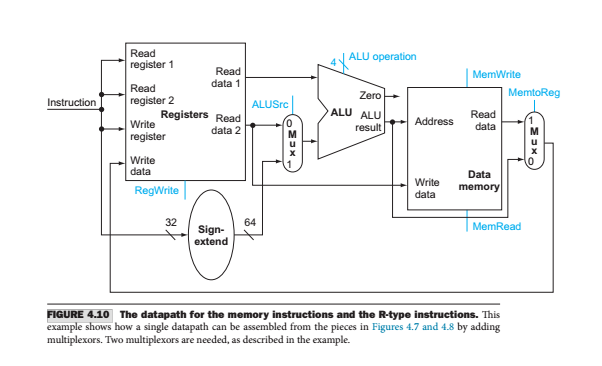 Instruction
Read
register 1
Read
register 2
Write
register
Write
data
Registers
Read
data 1
Read
data 2
RegWrite
32
Sign-
extend
64
ALUSrc
0
M
u
x
1
4
ALU operation
Zero
ALU
ALU
result
MemWrite
Address
Read
data
Write
data
Data
memory
MemRead
MemtoReg
1
M
u
x
0
FIGURE 4.10 The datapath for the memory instructions and the R-type instructions. This
example shows how a single datapath can be assembled from the pieces in Figures 4.7 and 4.8 by adding
multiplexors. Two multiplexors are needed, as described in the example.